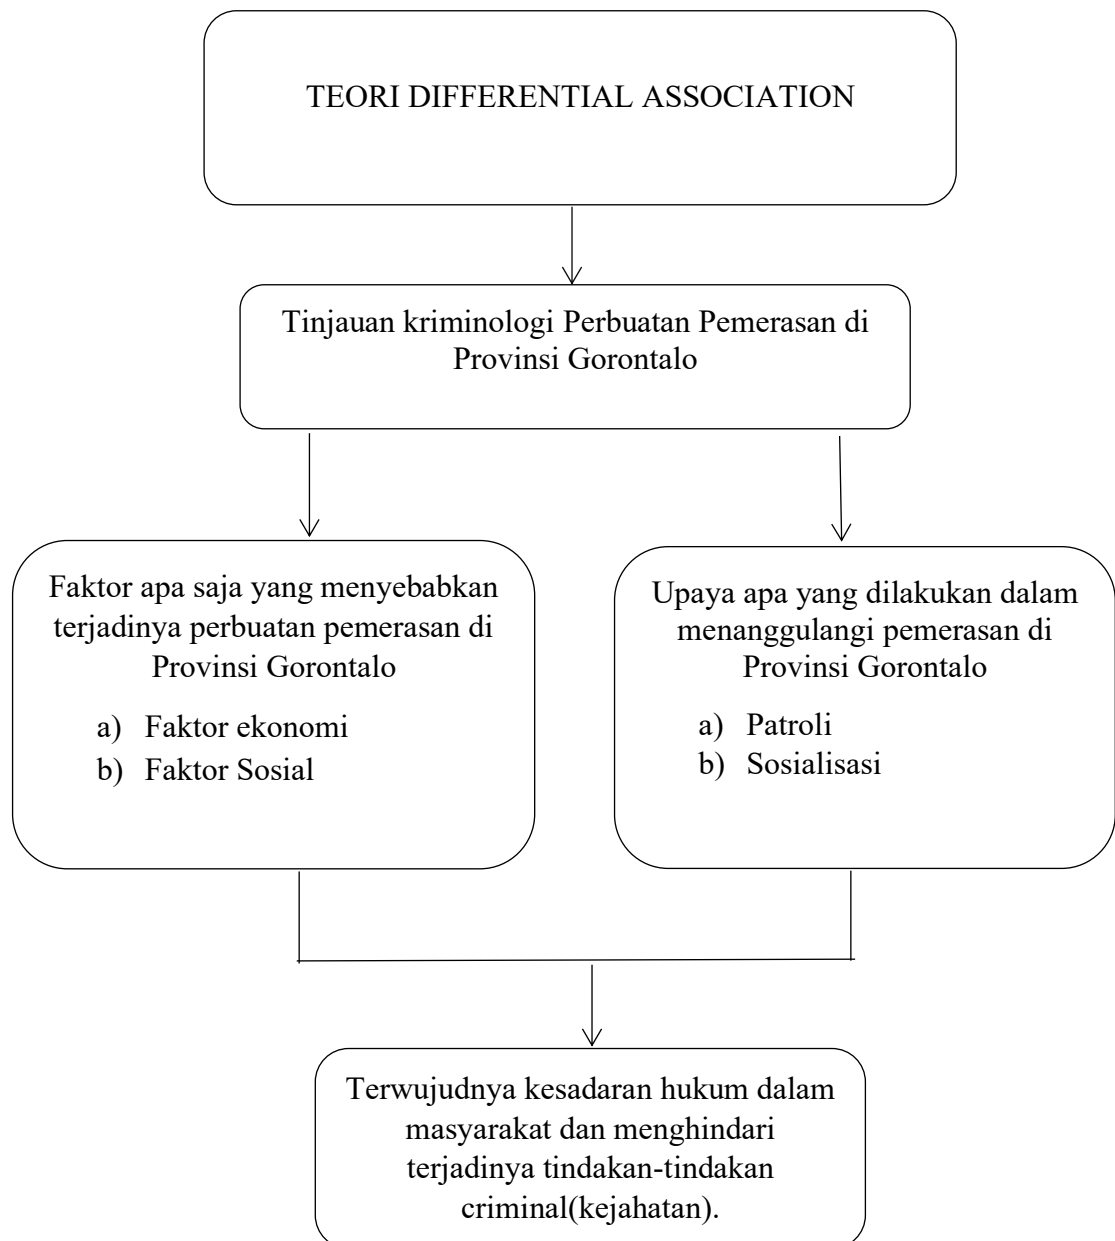 TEORI DIFFERENTIAL ASSOCIATION
Tinjauan kriminologi Perbuatan Pemerasan di
Provinsi Gorontalo
Faktor apa saja yang menyebabkan
terjadinya perbuatan pemerasan di
Provinsi Gorontalo
a) Faktor ekonomi
b) Faktor Sosial
Upaya apa yang dilakukan dalam
menanggulangi pemerasan di
Provinsi Gorontalo
a) Patroli
b) Sosialisasi
Terwujudnya kesadaran hukum dalam
masyarakat dan menghindari
terjadinya tindakan-tindakan
criminal(kejahatan).